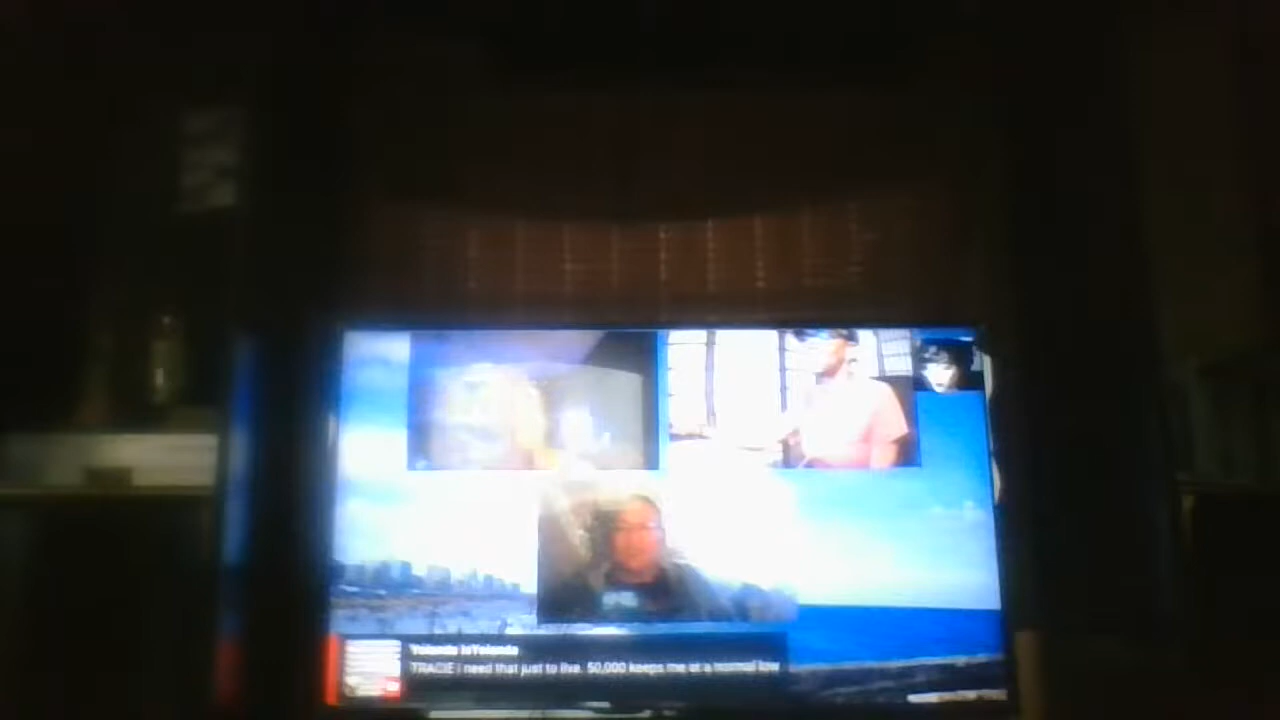 Yolanda IsYolanda
TRACIE i need that just to live. 50,000 keeps me at a normal low